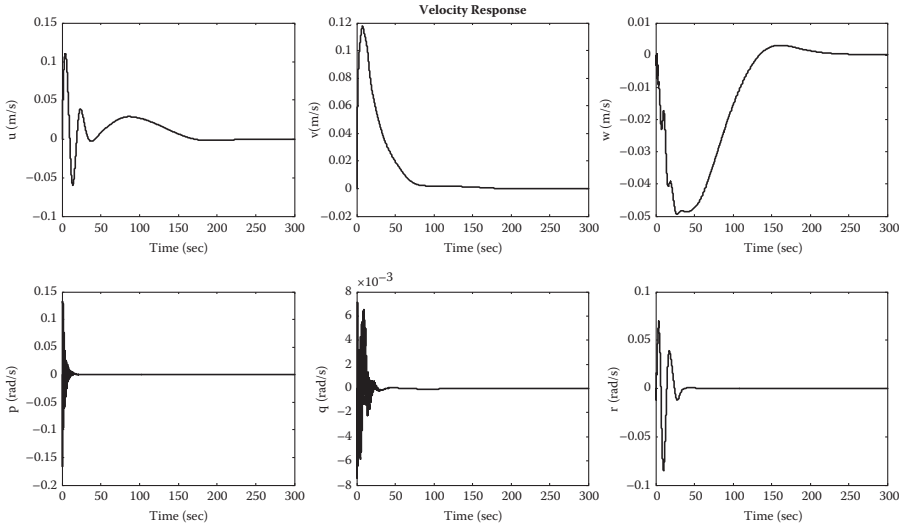 Velocity Response
0.15
0.1
0.05
0
−0.05
−0.1
u (m/s)
0 50 100 150 200 250 300
Time (sec)
0.12
0.1
0.08
0.06
0.04
0.02
0
−0.02
v(m/s)
0 50 100 150 200 250 300
Time (sec)
0.01
0
−0.01
−0.02
−0.03
−0.04
−0.05
w (m/s)
0 50 100 150 200 250 300
Time (sec)
0.15
0.1
0.05
0
−0.05
−0.1
−0.15
−0.2
p (rad/s)
0 50 100 150 200 250 300
Time (sec)
×10−3
8
6
4
2
0
−2
−4
−6
−8
q (rad/s)
0 50 100 150 200 250 300
Time (sec)
0.1
0.05
0
−0.05
−0.1
r (rad/s)
0 50 100 150 200 250 300
Time (sec)